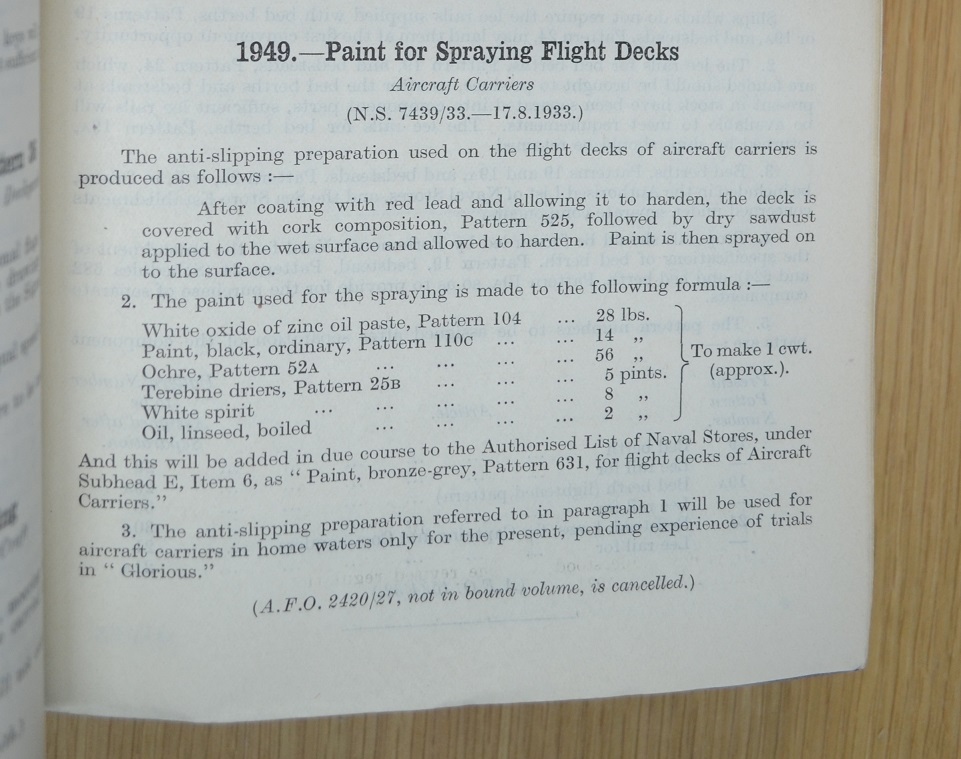 1949.—Paint for Spraying Flight Decks
Aircraft Carriers
(N.S. 7439/33.—17.8.1933.)
The anti-slipping preparation used on the flight decks of aircraft carriers is
produced as follows :—
After coating with red lead and allowing it to harden, the deck is
covered with cork composition, Pattern 525, followed by dry sawdust
applied to the wet surface and allowed to harden. Paint is then sprayed on
to the surface.
2. The paint used for the spraying is made to the following formula :—
White oxide of zinc oil paste, Pattern 104 ... 28 lbs.
Paint, black, ordinary, Pattern 110C ... ... 14 ,,
Ochre, Pattern 52A ... ... ... ... 56 ,,
Terebine driers, Pattern 25B ... ... ... 5 pints.
White spirit ... ... ... ... ... 8 ,,
Oil, linseed, boiled ... ... ... ... 2 ,,
To make 1 cwt.
(approx.).
And this will be added in due course to the Authorised List of Naval Stores, under
Subhead E, Item 6, as “ Paint, bronze-grey, Pattern 631, for flight decks of Aircraft
Carriers.”
3. The anti-slipping preparation referred to in paragraph 1 will be used for
aircraft carriers in home waters only for the present, pending experience of trials
in “ Glorious.”
(A.F.O. 2420/27, not in bound volume, is cancelled.)